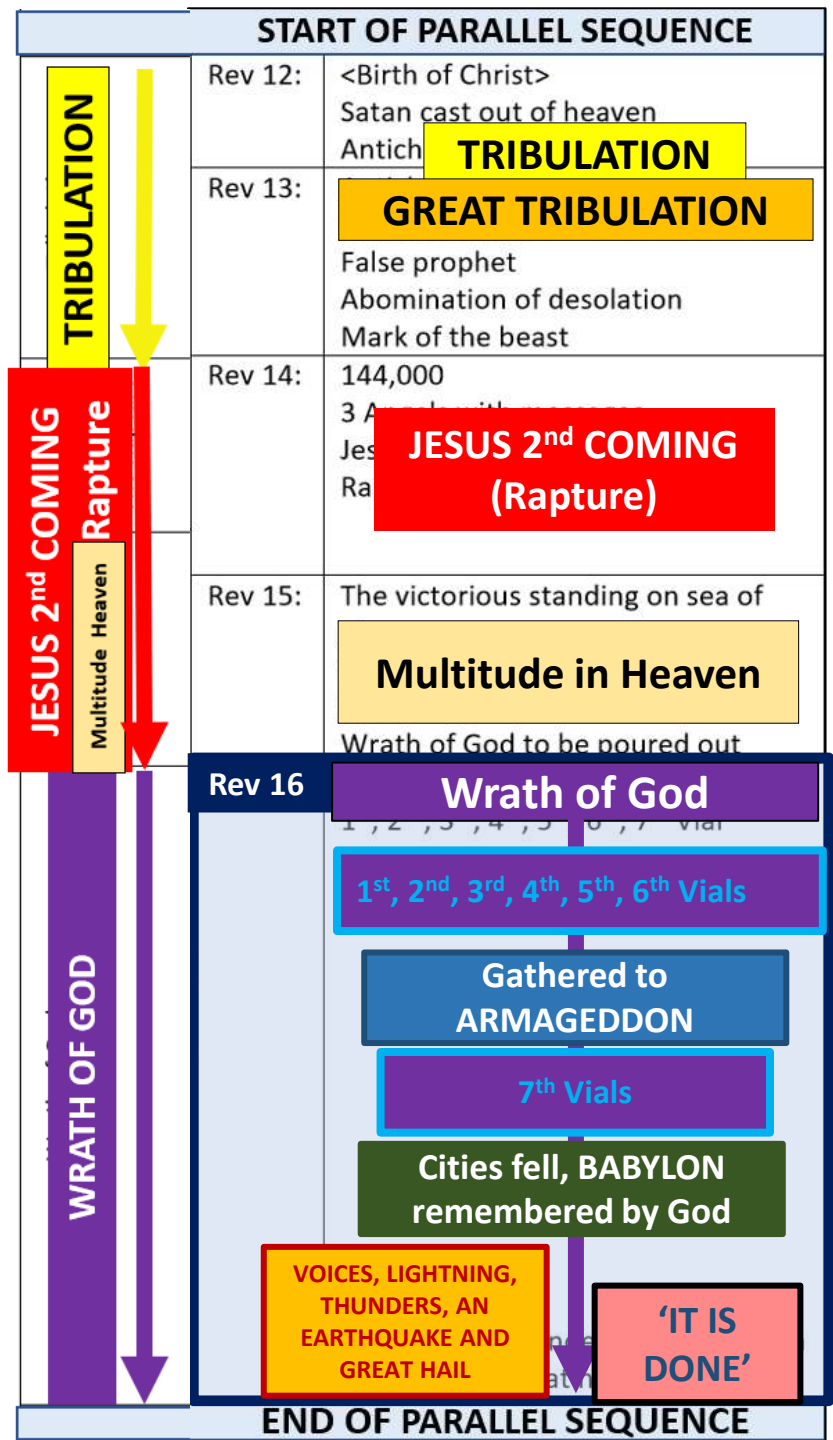 START OF PARALLEL SEQUENCE
TRIBULATION
Rev 12:
<Birth of Christ>
Satan cast out of heaven
Antich
TRIBULATION
Rev 13:
GREAT TRIBULATION
False prophet
Abomination of desolation
Mark of the beast
JESUS 2nd COMING
Rapture
Multitude Heaven
Rev 14:
144,000
3
Jes
Ra
JESUS 2nd COMING
(Rapture)
Rev 15:
The victorious standing on sea of
Multitude in Heaven
Wrath of God to be poured out
WRATH OF GOD
Rev 16
Wrath of God
1st, 2nd, 3rd, 4th, 5th, 6th Vials
Gathered to
ARMAGEDDON
7th Vials
Cities fell, BABYLON
remembered by God
VOICES, LIGHTNING,
THUNDERS, AN
EARTHQUAKE AND
GREAT HAIL
‘IT IS
DONE’
END OF PARALLEL SEQUENCE